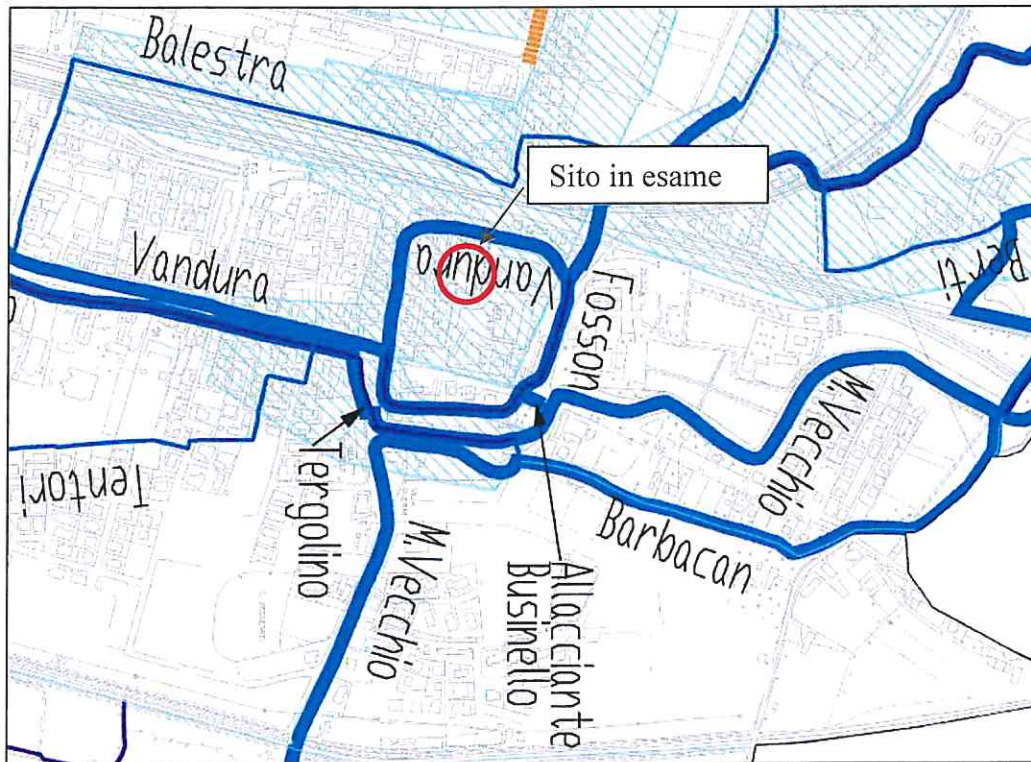 Balestra
Sito in esame
Vandura
Vandura
Fosson
Berti
M.Vecchio
Tentori
Tergolino
M.Vecchio
Barbacan
Allacciante
Businello